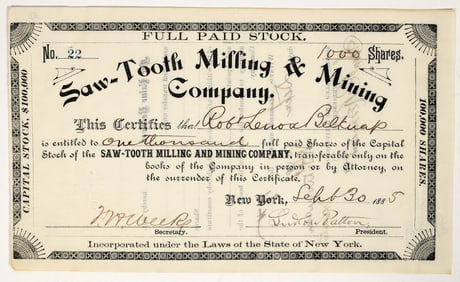 FULL PAID STOCK.
No. 22
1000 Shares.
Saw-Tooth Milling & Mining
Company.
This Certifies that Robt Lenox Belknap
is entitled to One thousand full paid Shares of the Capital
Stock of the SAW-TOOTH MILLING AND MINING COMPANY, transferable only on the
books of the Company in person or by Attorney, on
the surrender of this Certificate.
New York, Sept 30 1885
Secretary.
President.
Incorporated under the Laws of the State of New York.
CAPITAL STOCK, $100,000
100,000 SHARES.